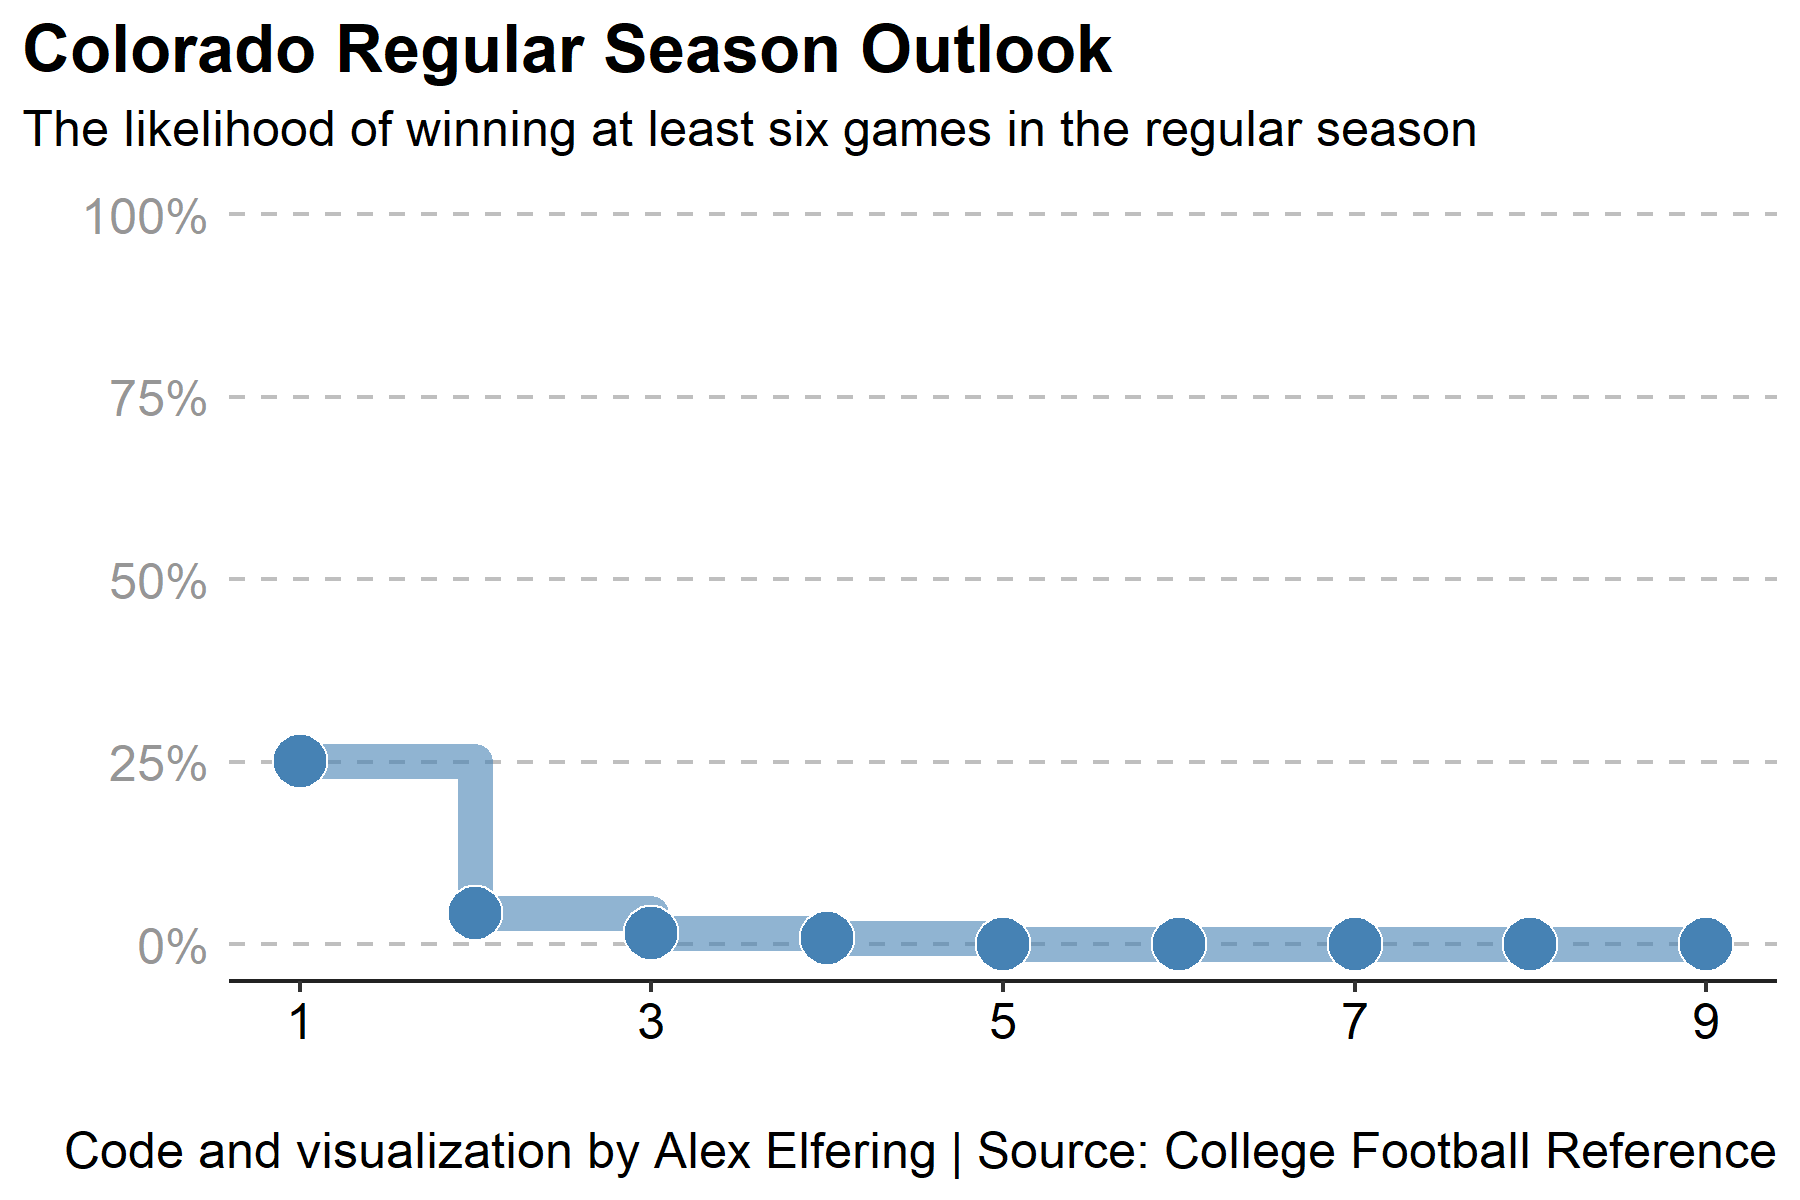 Colorado Regular Season Outlook
The likelihood of winning at least six games in the regular season
100%
75%
50%
25%
0%
1 3 5 7 9
Code and visualization by Alex Elfering | Source: College Football Reference